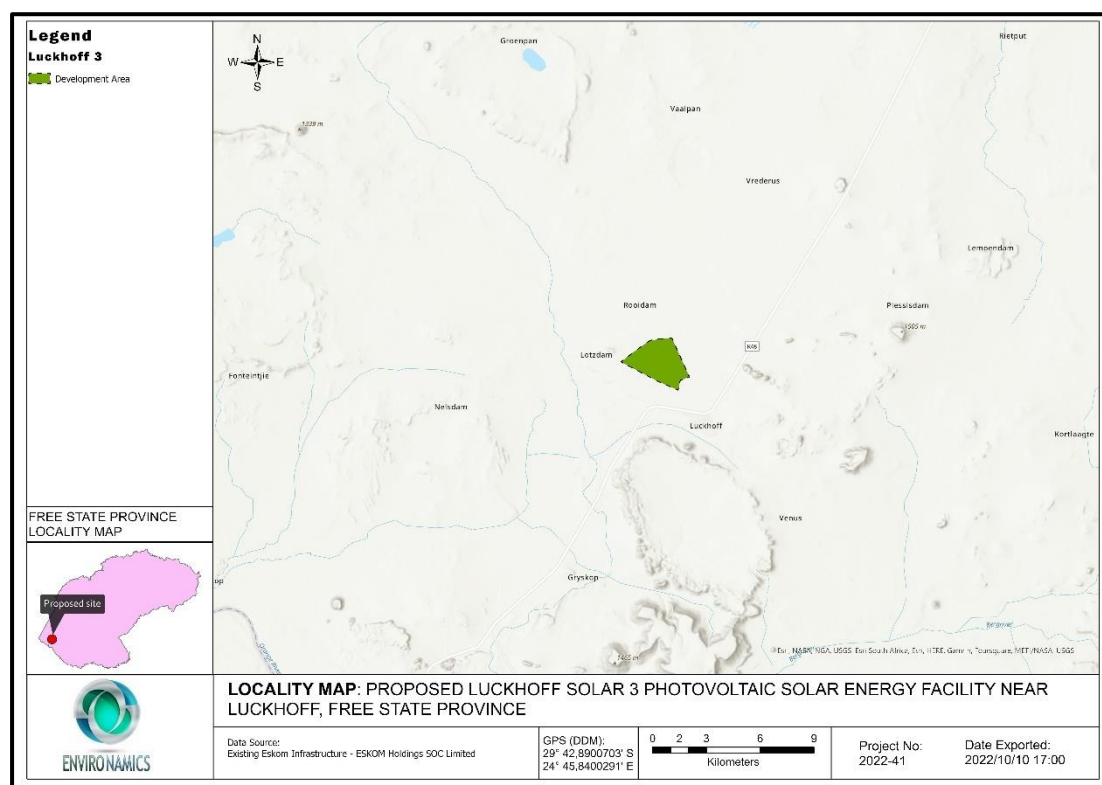 Legend
Luckhoff 3
Development Area
N
W E
S
Groenpan
Rietput
Vaalpan
Vrederus
Lemoendam
Rooidam
Plessisdam
1505 m
Lotzdam
Fonteintjie
Nelsdam
Luckhoff
Kortlaagte
Venus
Gryskop
op
Orange River
FREE STATE PROVINCE
LOCALITY MAP
Proposed site
ENVIRONAMICS
LOCALITY MAP: PROPOSED LUCKHOFF SOLAR 3 PHOTOVOLTAIC SOLAR ENERGY FACILITY NEAR
LUCKHOFF, FREE STATE PROVINCE
Data Source:
Existing Eskom Infrastructure - ESKOM Holdings SOC Limited
GPS (DDM):
29° 42,8900703' S
24° 45,8400291' E
0 2 3 6 9
Kilometers
Project No:
2022-41
Date Exported:
2022/10/10 17:00